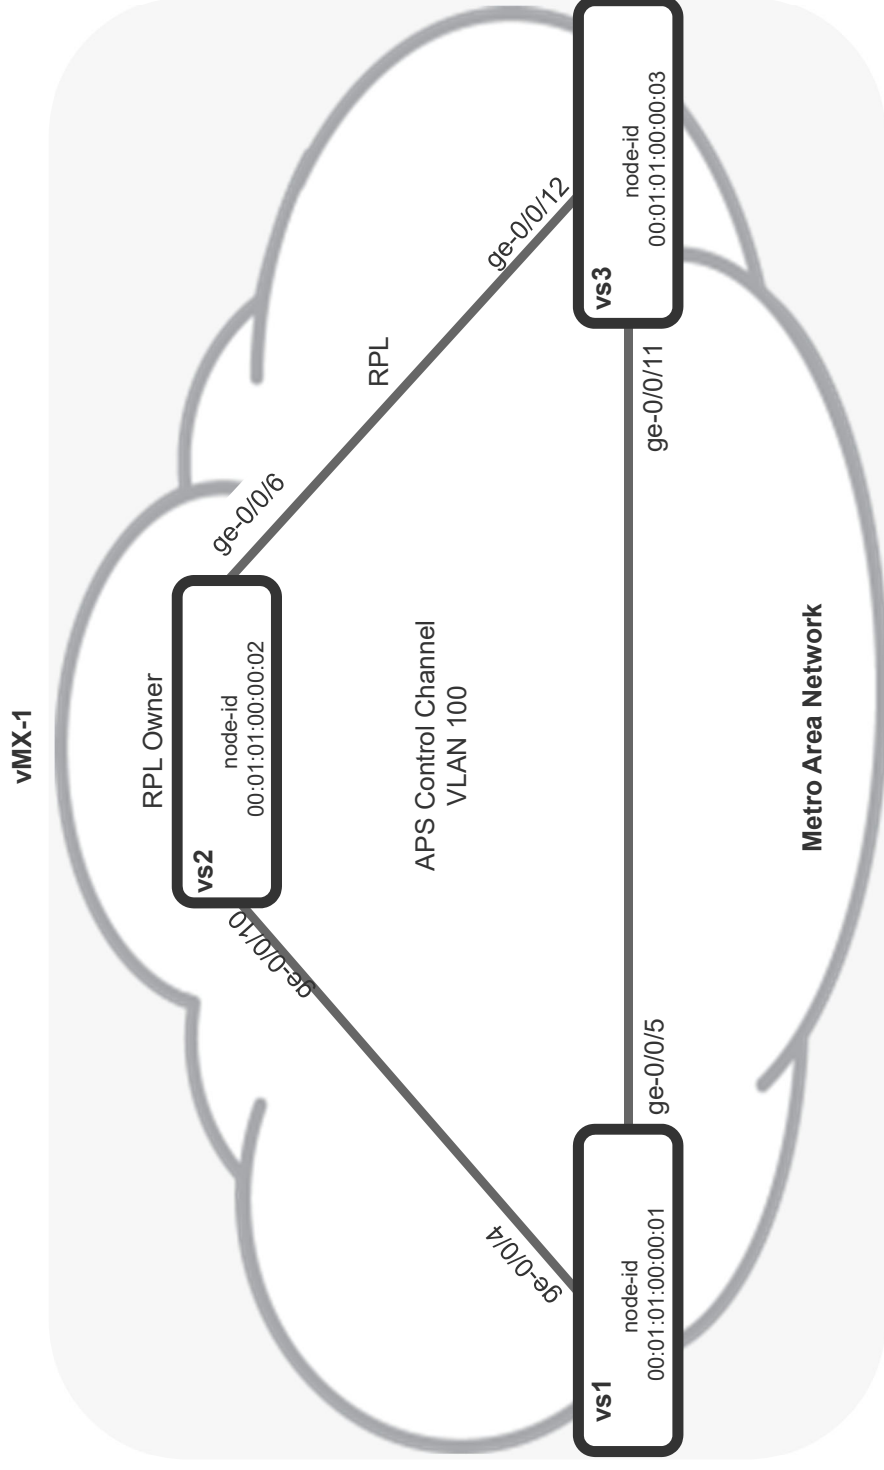 vMX-1
RPL Owner
vs2
node-id
00:01:01:00:00:02
ge-0/0/10
ge-0/0/6
RPL
APS Control Channel
VLAN 100
ge-0/0/4
ge-0/0/12
vs1
node-id
00:01:01:00:00:01
ge-0/0/5
ge-0/0/11
vs3
node-id
00:01:01:00:00:03
Metro Area Network